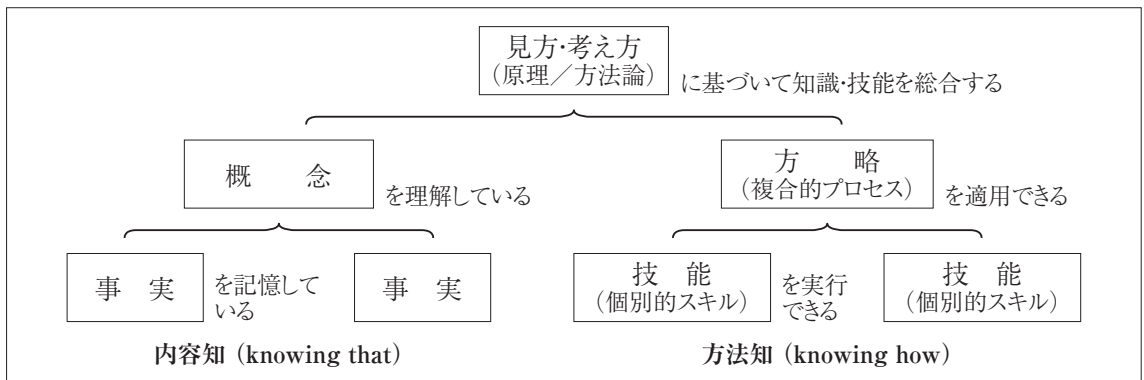 見方・考え方
(原理/方法論)
に基づいて知識・技能を総合する
概 念
を理解している
方 略
(複合的プロセス)
を適用できる
事 実
を記憶して
いる
事 実
技 能
(個別的スキル)
を実行
できる
技 能
(個別的スキル)
内容知(knowing that)
方法知(knowing how)